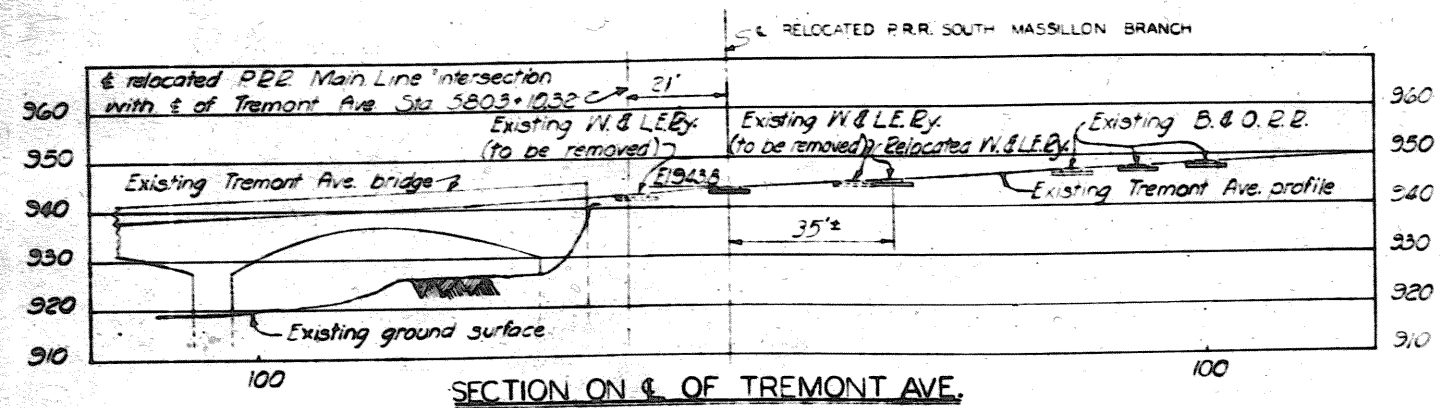 ℄ RELOCATED P.R.R. SOUTH MASSILLON BRANCH
℄ relocated P.R.R. Main Line intersection
with ℄ of Tremont Ave. Sta 5803+10.32
21'
960
960
Existing W. & L.E. Ry.
(to be removed)
Existing W. & L.E. Ry.
(to be removed)
Relocated W. & L.E. Ry.
Existing B. & O. R.R.
950
950
Existing Tremont Ave. bridge
El 943.8
Existing Tremont Ave. profile
940
940
35'±
930
930
920
920
Existing ground surface
910
910
100
100
SECTION ON ℄ OF TREMONT AVE.